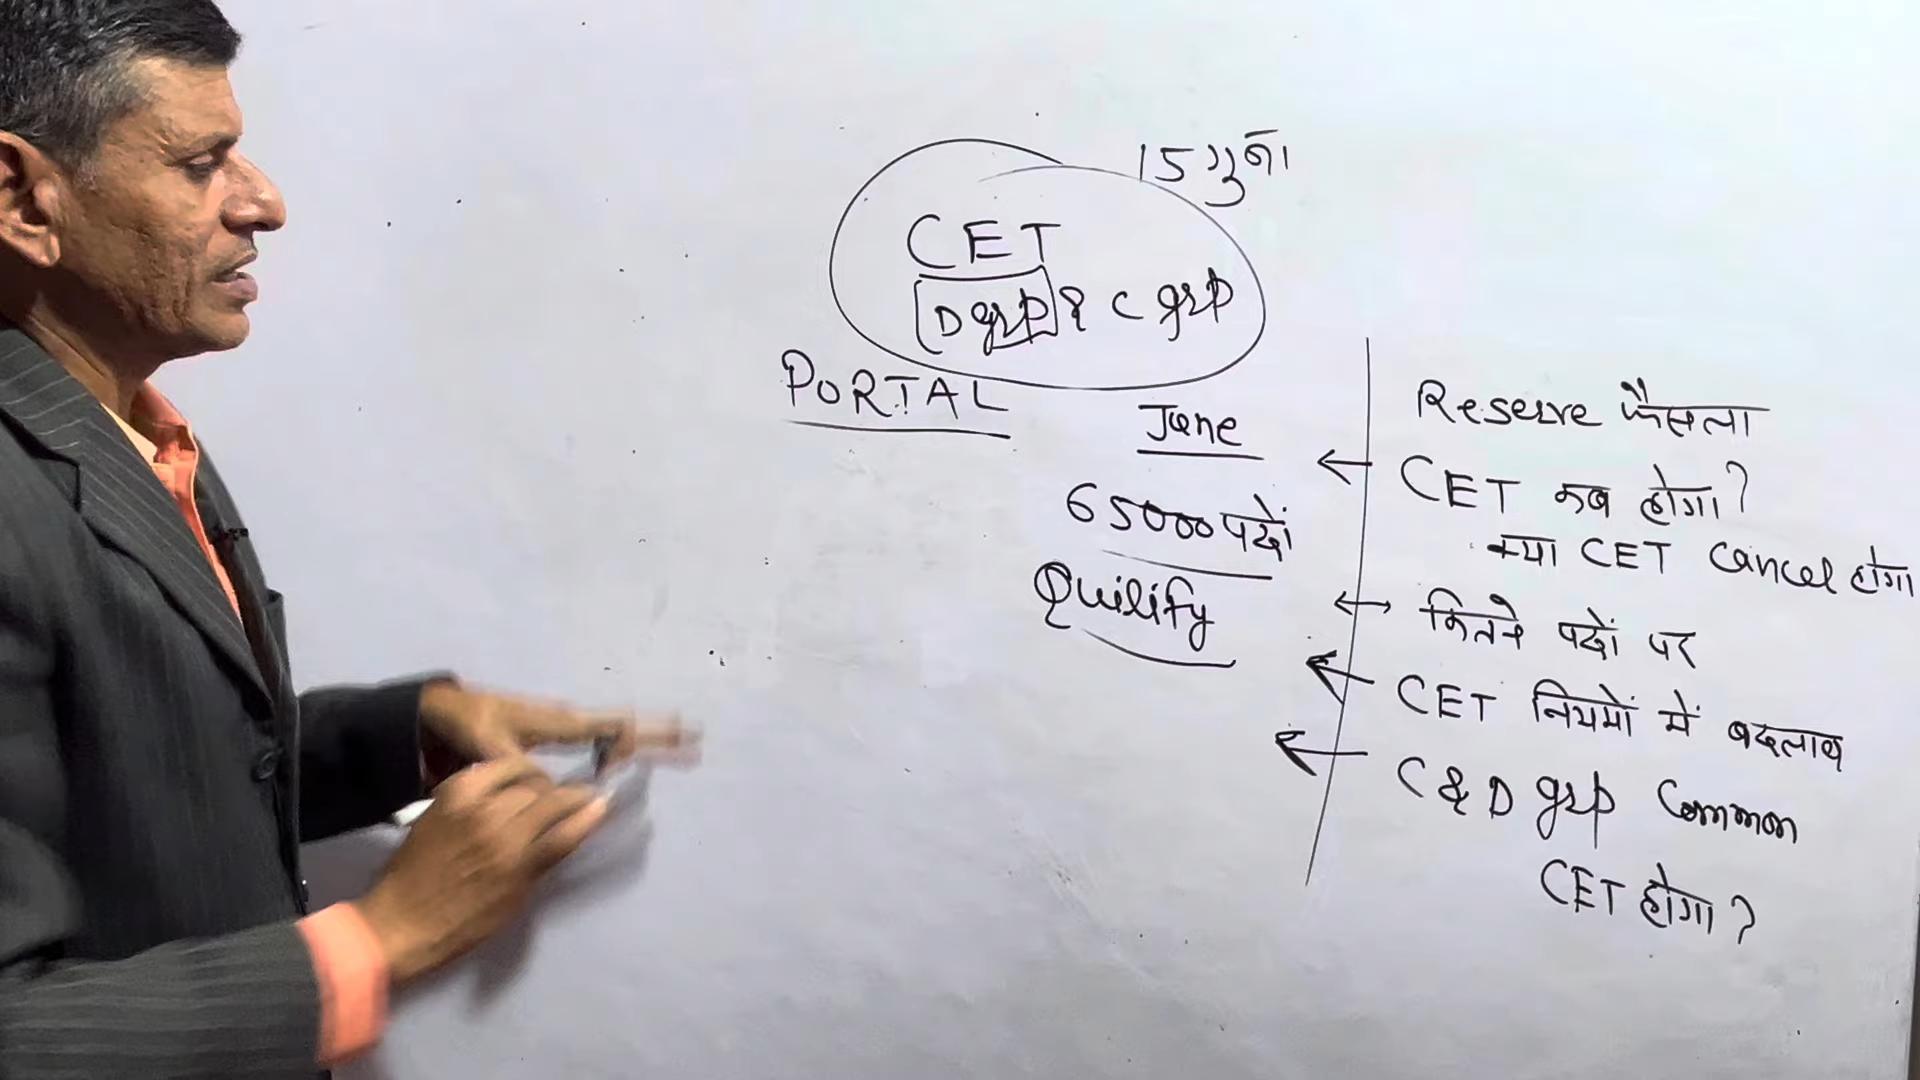 15 गुना
CET
D grp & C grp
PORTAL
June
65000 पदों
Quilify
Reserve फैसला
CET कब होगा?
क्या CET Cancel होगा
कितने पदों पर
CET नियमों में बदलाव
C & D grp Common
CET होगा?